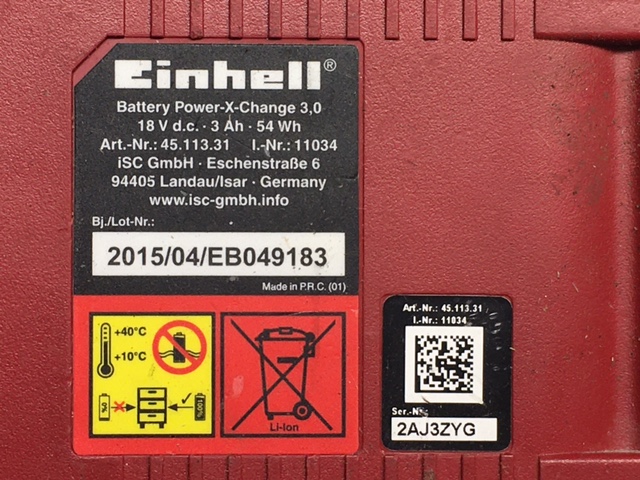 Einhell®
Battery Power-X-Change 3,0
18 V d.c. · 3 Ah · 54 Wh
Art.-Nr.: 45.113.31 I.-Nr.: 11034
iSC GmbH · Eschenstraße 6
94405 Landau/Isar · Germany
www.isc-gmbh.info
Bj./Lot-Nr.:
2015/04/EB049183
Made in P.R.C. (01)
+40°C
+10°C
0%
100%
Li-Ion
Art.-Nr.: 45.113.31
I.-Nr.: 11034
Ser.-Nr.:
2AJ3ZYG